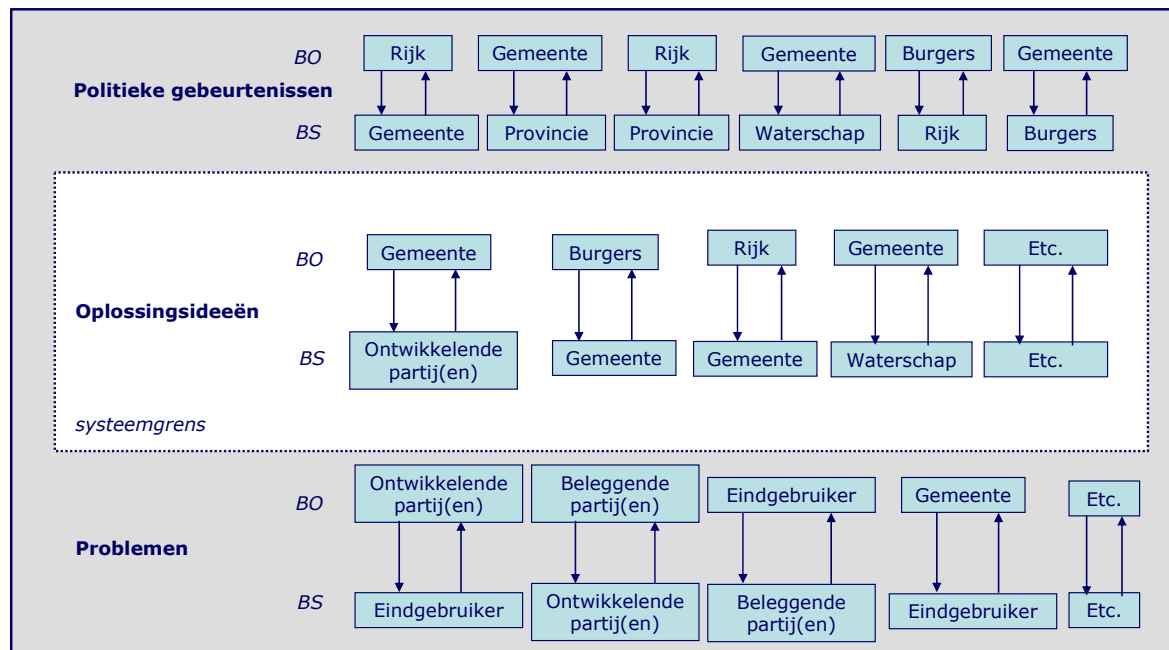 BO Rijk Gemeente Rijk Gemeente Burgers Gemeente
Politieke gebeurtenissen
BS Gemeente Provincie Provincie Waterschap Rijk Burgers
BO Gemeente Burgers Rijk Gemeente Etc.
Oplossingsideeën
BS Ontwikkelende partij(en) Gemeente Gemeente Waterschap Etc.
systeemgrens
BO Ontwikkelende partij(en) Beleggende partij(en) Eindgebruiker Gemeente Etc.
Problemen
BS Eindgebruiker Ontwikkelende partij(en) Beleggende partij(en) Eindgebruiker Etc.